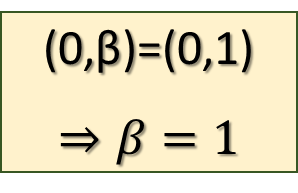 (0,β)=(0,1)
⇒ β = 1